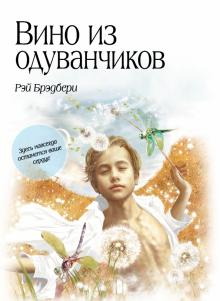 Вино из
одуванчиков
Рэй Брэдбери
Здесь навсегда
останется ваше
сердце